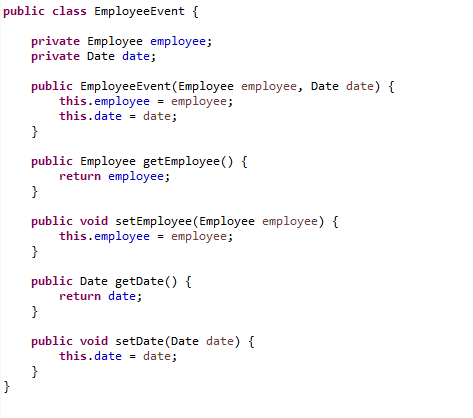 public class EmployeeEvent {
private Employee employee;
private Date date;
public EmployeeEvent(Employee employee, Date date) {
this.employee = employee;
this.date = date;
}
public Employee getEmployee() {
return employee;
}
public void setEmployee(Employee employee) {
this.employee = employee;
}
public Date getDate() {
return date;
}
public void setDate(Date date) {
this.date = date;
}
}